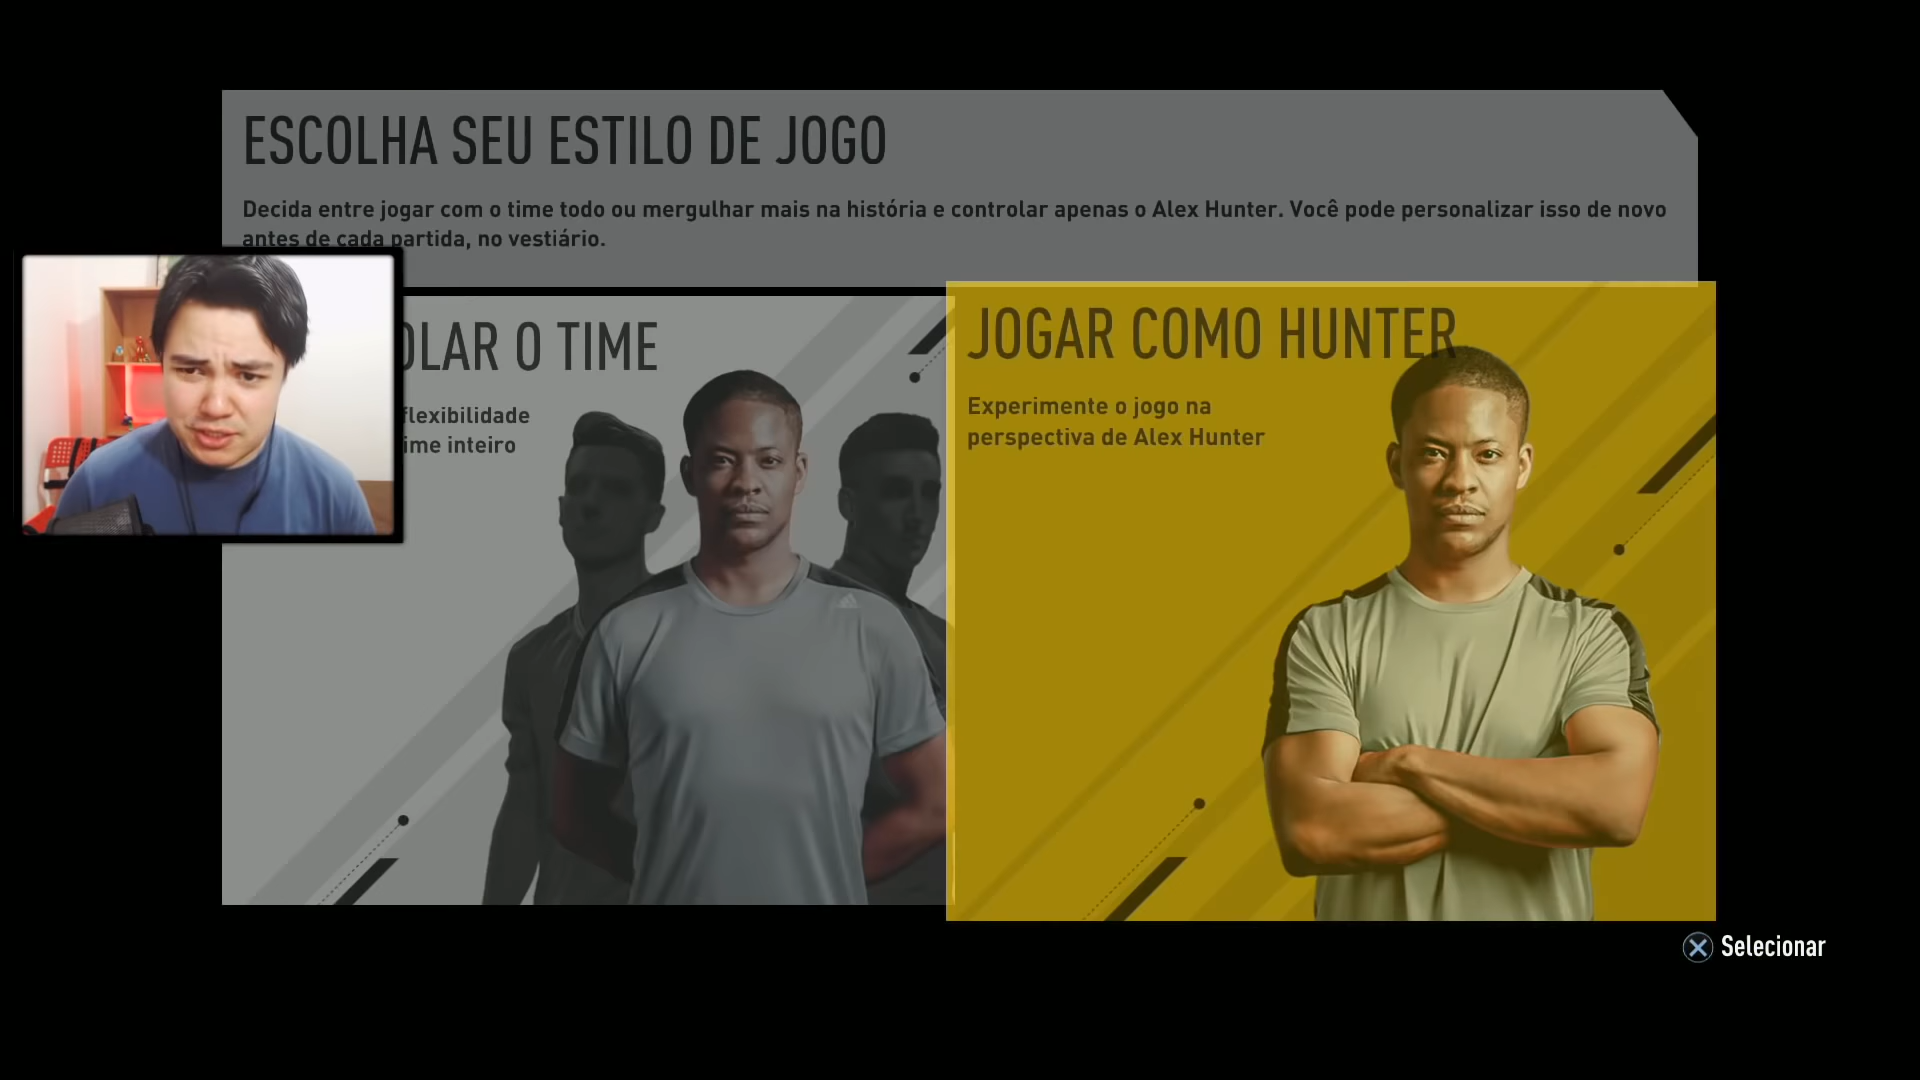 ESCOLHA SEU ESTILO DE JOGO
Decida entre jogar com o time todo ou mergulhar mais na história e controlar apenas o Alex Hunter. Você pode personalizar isso de novo
antes de cada partida, no vestiário.
O TIME
flexibilidade
inteiro
JOGAR COMO HUNTER
Experimente o jogo na
perspectiva de Alex Hunter
Selecionar